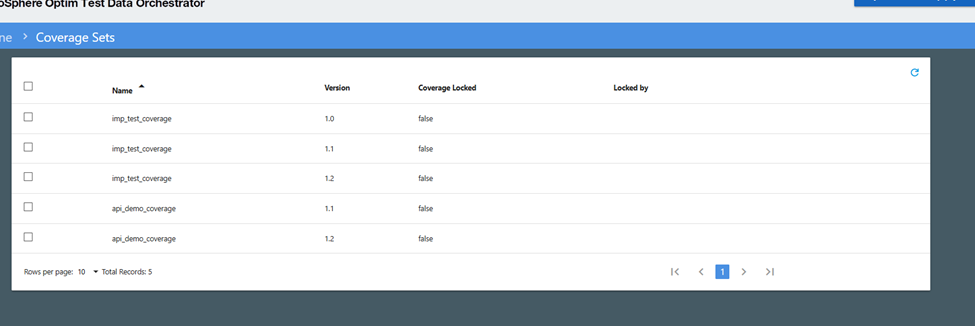 oSphere Optim Test Data Orchestrator
ne > Coverage Sets
Name Version Coverage Locked Locked by
imp_test_coverage 1.0 false
imp_test_coverage 1.1 false
imp_test_coverage 1.2 false
api_demo_coverage 1.1 false
api_demo_coverage 1.2 false
Rows per page: 10 Total Records: 5 1